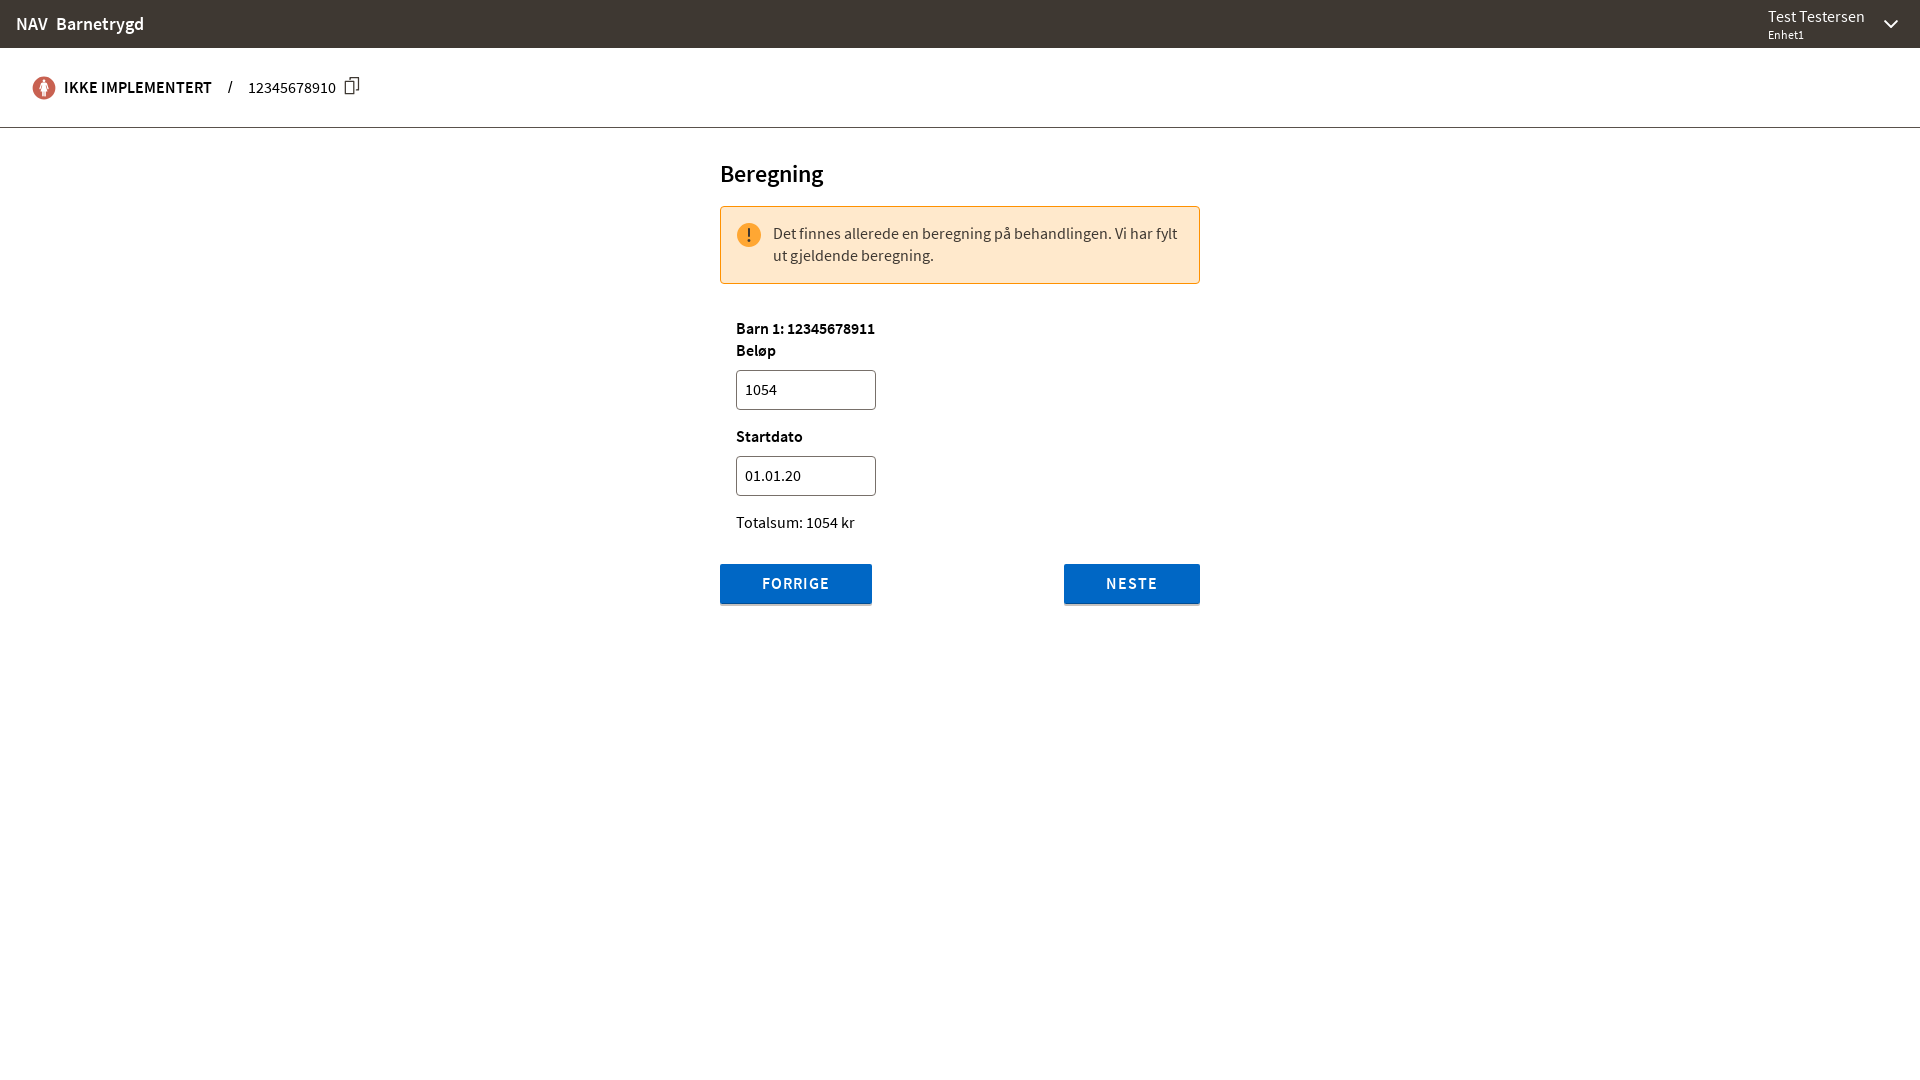 NAV Barnetrygd
Test Testersen
Enhet1
IKKE IMPLEMENTERT / 12345678910
Beregning
Det finnes allerede en beregning på behandlingen. Vi har fylt
ut gjeldende beregning.
Barn 1: 12345678911
Beløp
1054
Startdato
01.01.20
Totalsum: 1054 kr
FORRIGE
NESTE